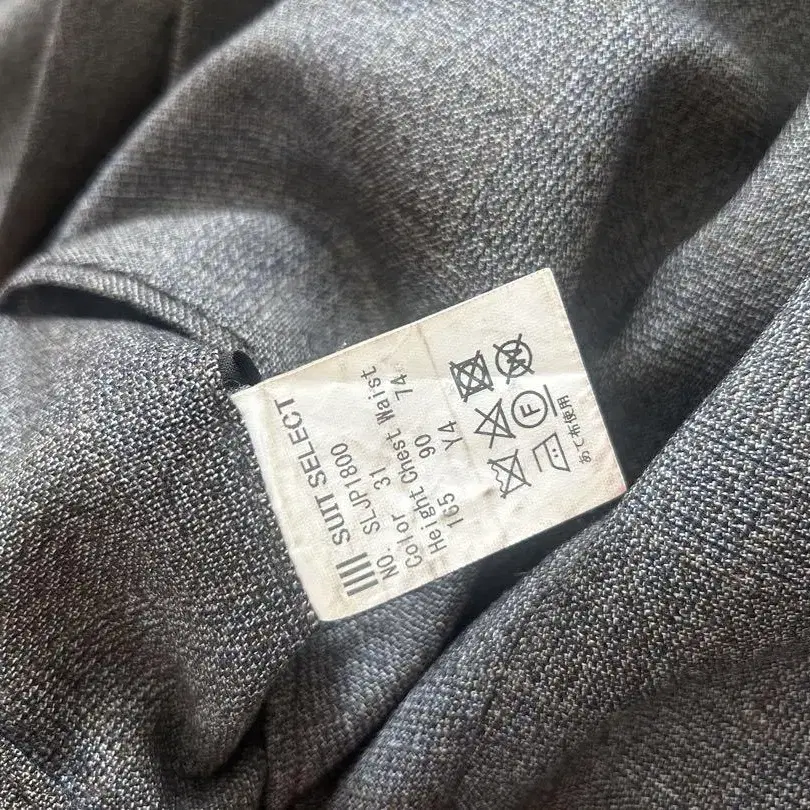 SUIT SELECT
NO. SLJP1800
Color 31
Height Chest Waist
165 90 74
Y4
F
W
あて布使用